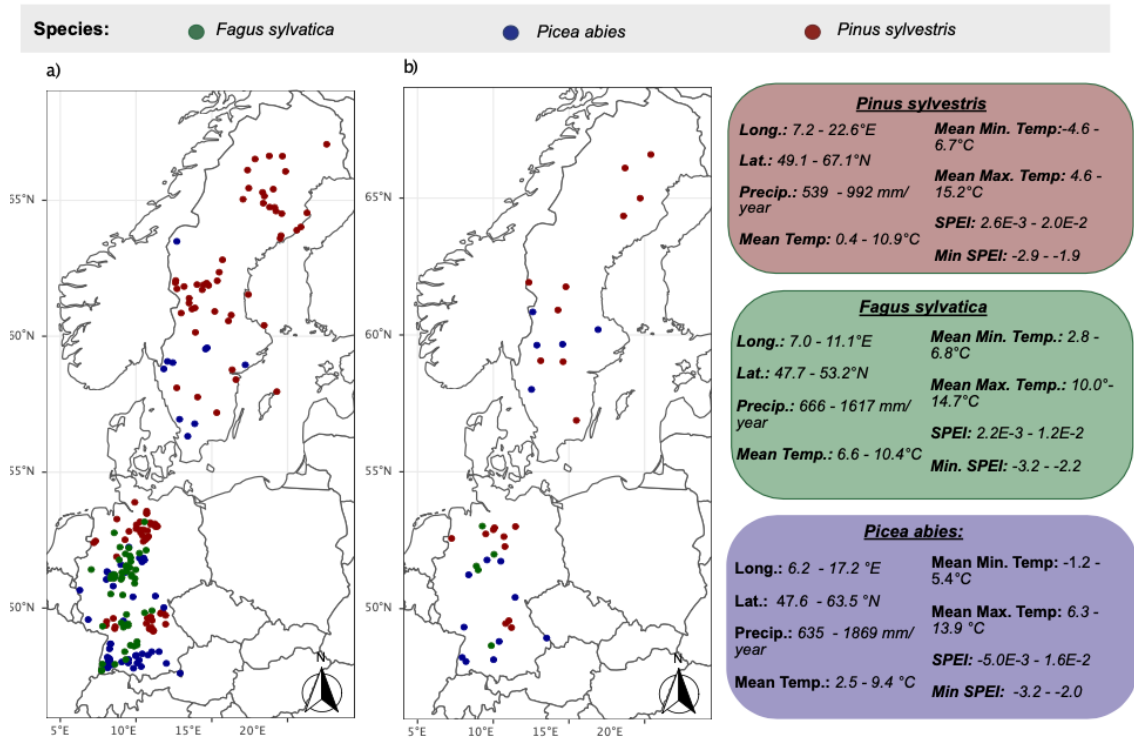 Species: Fagus sylvatica Picea abies Pinus sylvestris
a)
55°N
50°N
55°N
50°N
5°E 10°E 15°E 20°E
N
b)
65°N
60°N
55°N
50°N
5°E 10°E 15°E 20°E
N
Pinus sylvestris
Long.: 7.2 - 22.6°E
Lat.: 49.1 - 67.1°N
Precip.: 539 - 992 mm/
year
Mean Temp: 0.4 - 10.9°C
Mean Min. Temp:-4.6 -
6.7°C
Mean Max. Temp: 4.6 -
15.2°C
SPEI: 2.6E-3 - 2.0E-2
Min SPEI: -2.9 - -1.9
Fagus sylvatica
Long.: 7.0 - 11.1°E
Lat.: 47.7 - 53.2°N
Precip.: 666 - 1617 mm/
year
Mean Temp.: 6.6 - 10.4°C
Mean Min. Temp.: 2.8 -
6.8°C
Mean Max. Temp.: 10.0°-
14.7°C
SPEI: 2.2E-3 - 1.2E-2
Min. SPEI: -3.2 - -2.2
Picea abies:
Long.: 6.2 - 17.2 °E
Lat.: 47.6 - 63.5 °N
Precip.: 635 - 1869 mm/
year
Mean Temp.: 2.5 - 9.4 °C
Mean Min. Temp.: -1.2 -
5.4°C
Mean Max. Temp.: 6.3 -
13.9 °C
SPEI: -5.0E-3 - 1.6E-2
Min SPEI: -3.2 - -2.0